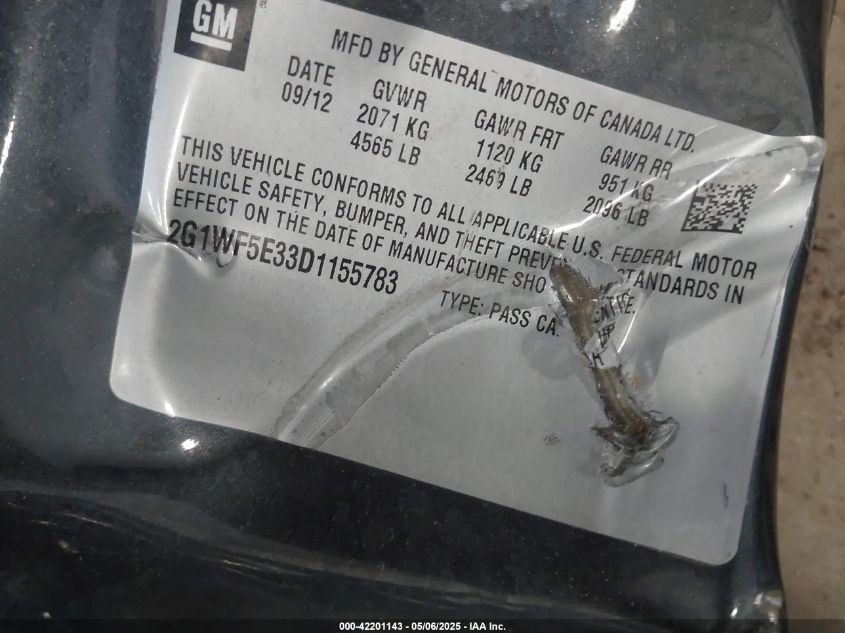 GM
MFD BY GENERAL MOTORS OF CANADA LTD.
DATE GVWR GAWR FRT GAWR RR
09/12 2071 KG 1120 KG 951 KG
4565 LB 2469 LB 2096 LB
THIS VEHICLE CONFORMS TO ALL APPLICABLE U.S. FEDERAL MOTOR
VEHICLE SAFETY, BUMPER, AND THEFT PREVEN STANDARDS IN
EFFECT ON THE DATE OF MANUFACTURE SHO
2G1WF5E33D1155783
TYPE: PASS CA
000-42201143 - 05/06/2025 - IAA Inc.